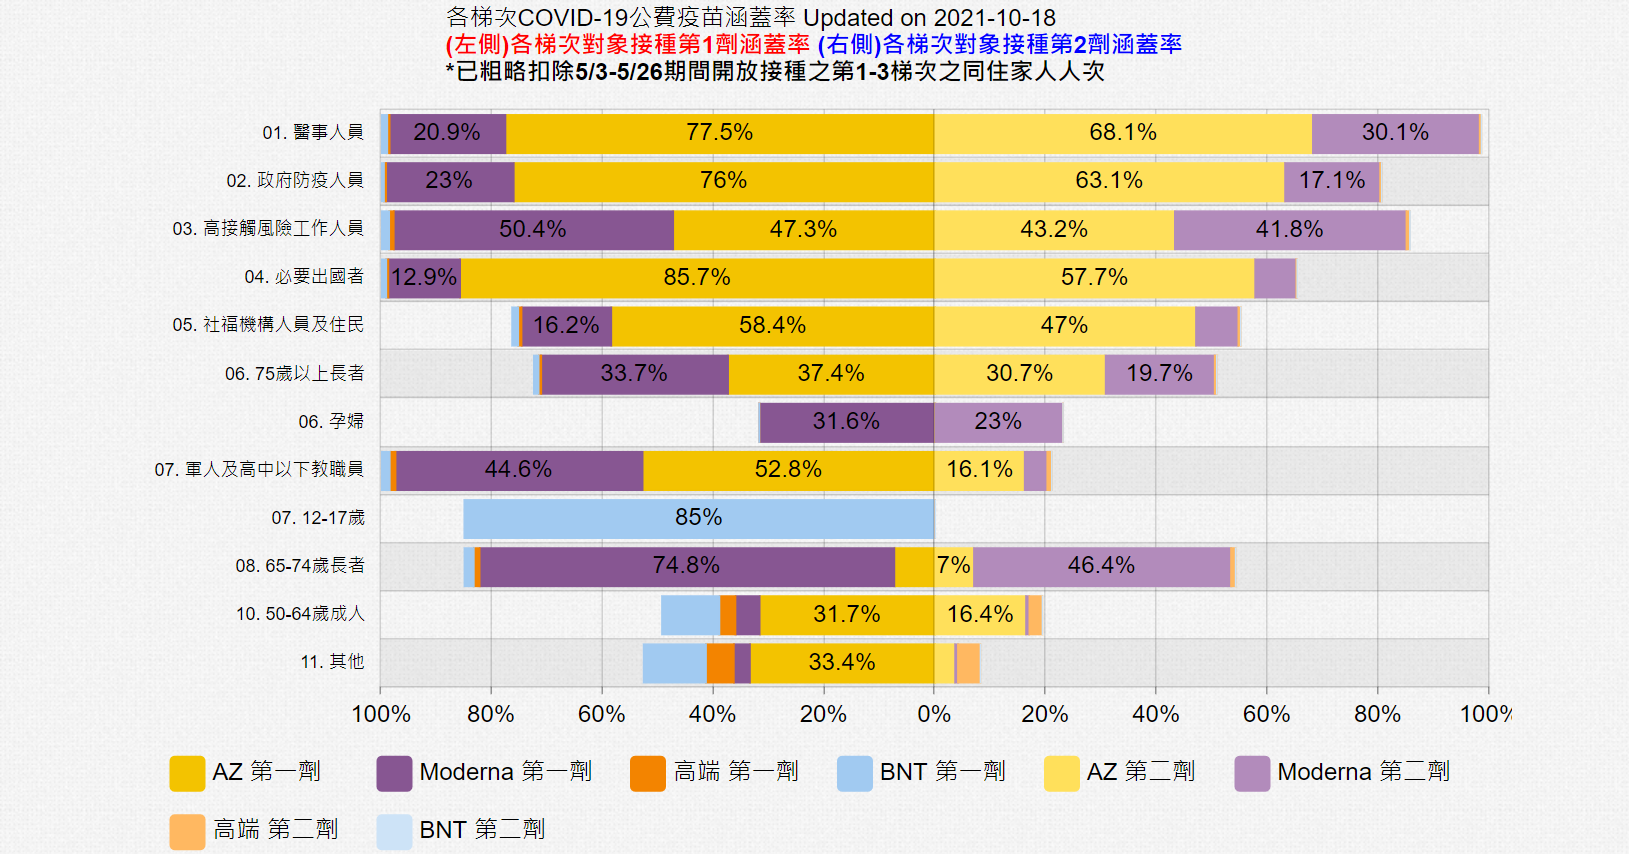 各梯次COVID-19公費疫苗涵蓋率 Updated on 2021-10-18
(左側)各梯次對象接種第1劑涵蓋率 (右側)各梯次對象接種第2劑涵蓋率
*已粗略扣除5/3-5/26期間開放接種之第1-3梯次之同住家人人次
01. 醫事人員 20.9% 77.5% 68.1% 30.1%
02. 政府防疫人員 23% 76% 63.1% 17.1%
03. 高接觸風險工作人員 50.4% 47.3% 43.2% 41.8%
04. 必要出國者 12.9% 85.7% 57.7%
05. 社福機構人員及住民 16.2% 58.4% 47%
06. 75歲以上長者 33.7% 37.4% 30.7% 19.7%
06. 孕婦 31.6% 23%
07. 軍人及高中以下教職員 44.6% 52.8% 16.1%
07. 12-17歲 85%
08. 65-74歲長者 74.8% 7% 46.4%
10. 50-64歲成人 31.7% 16.4%
11. 其他 33.4%
100% 80% 60% 40% 20% 0% 20% 40% 60% 80% 100%
AZ 第一劑 Moderna 第一劑 高端 第一劑 BNT 第一劑 AZ 第二劑 Moderna 第二劑
高端 第二劑 BNT 第二劑